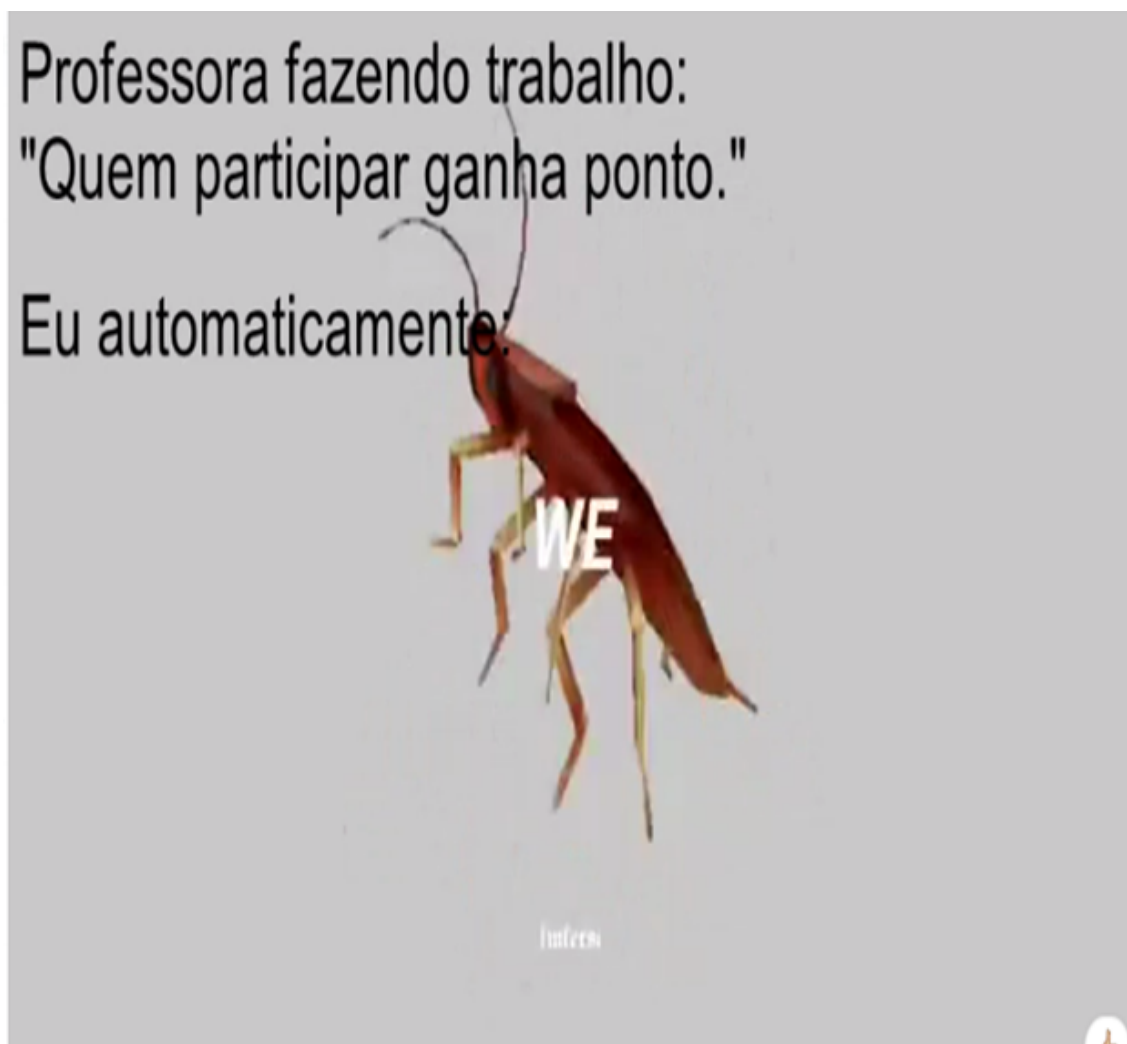 Professora fazendo trabalho:
"Quem participar ganha ponto."
Eu automaticamente:
WE